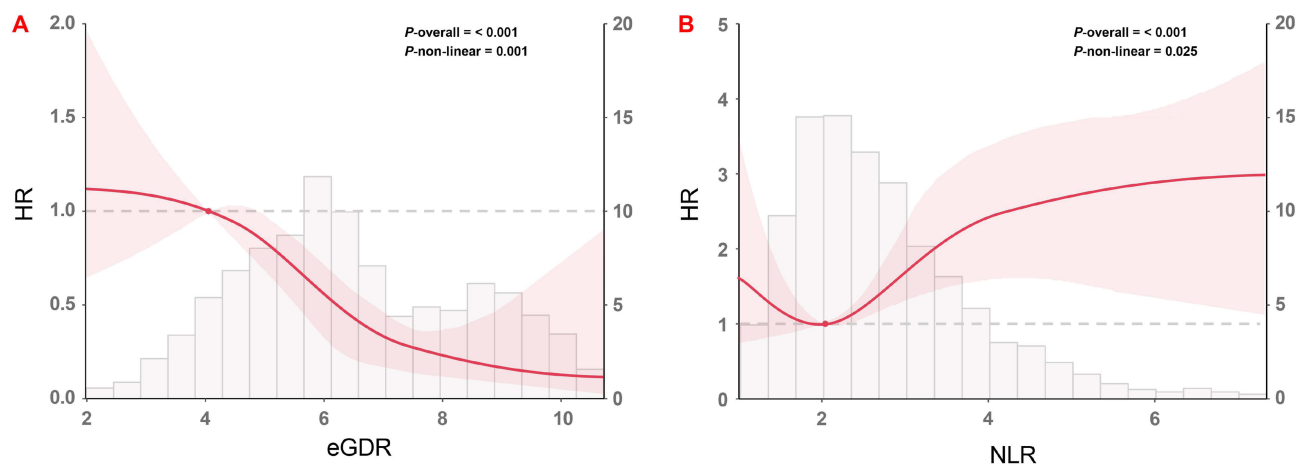 A
P-overall = < 0.001
P-non-linear = 0.001
HR
2.0
1.5
1.0
0.5
0.0
20
15
10
5
0
2 4 6 8 10
eGDR
B
P-overall = < 0.001
P-non-linear = 0.025
HR
5
4
3
2
1
0
20
15
10
5
0
2 4 6
NLR